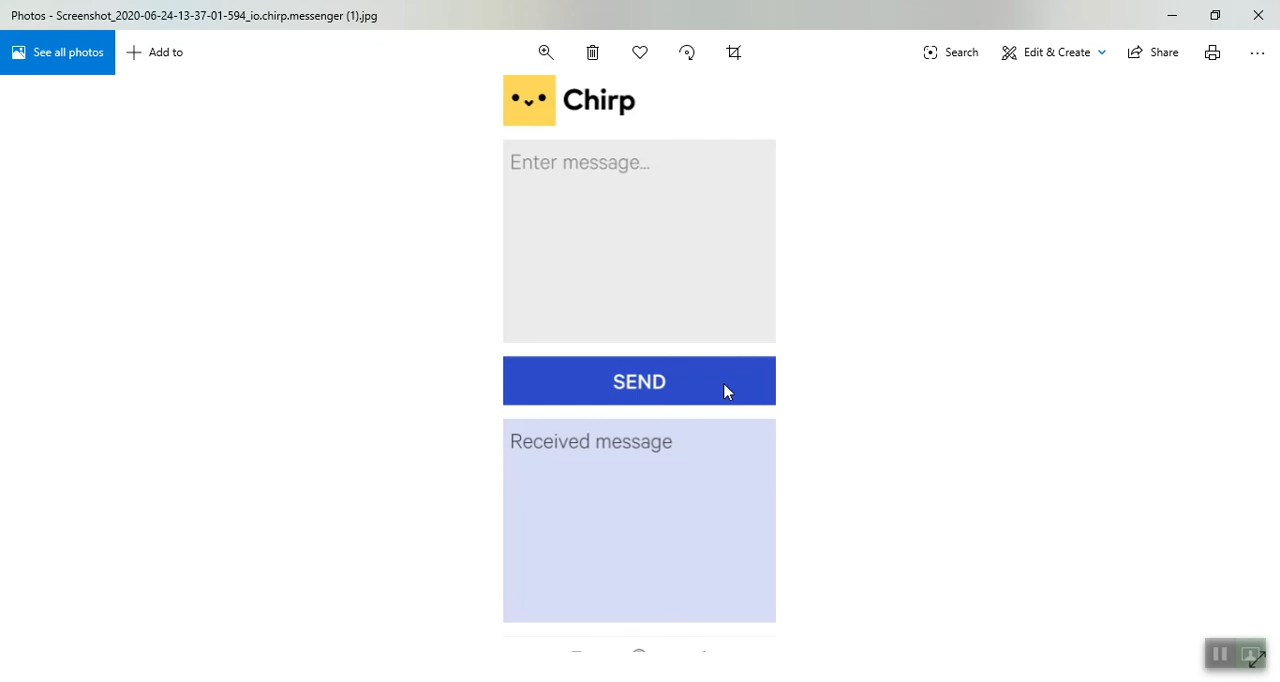 Photos - Screenshot_2020-06-24-13-37-01-594_io.chirp.messenger (1).jpg
See all photos
Add to
Search
Edit & Create
Share
Chirp
Enter message...
SEND
Received message